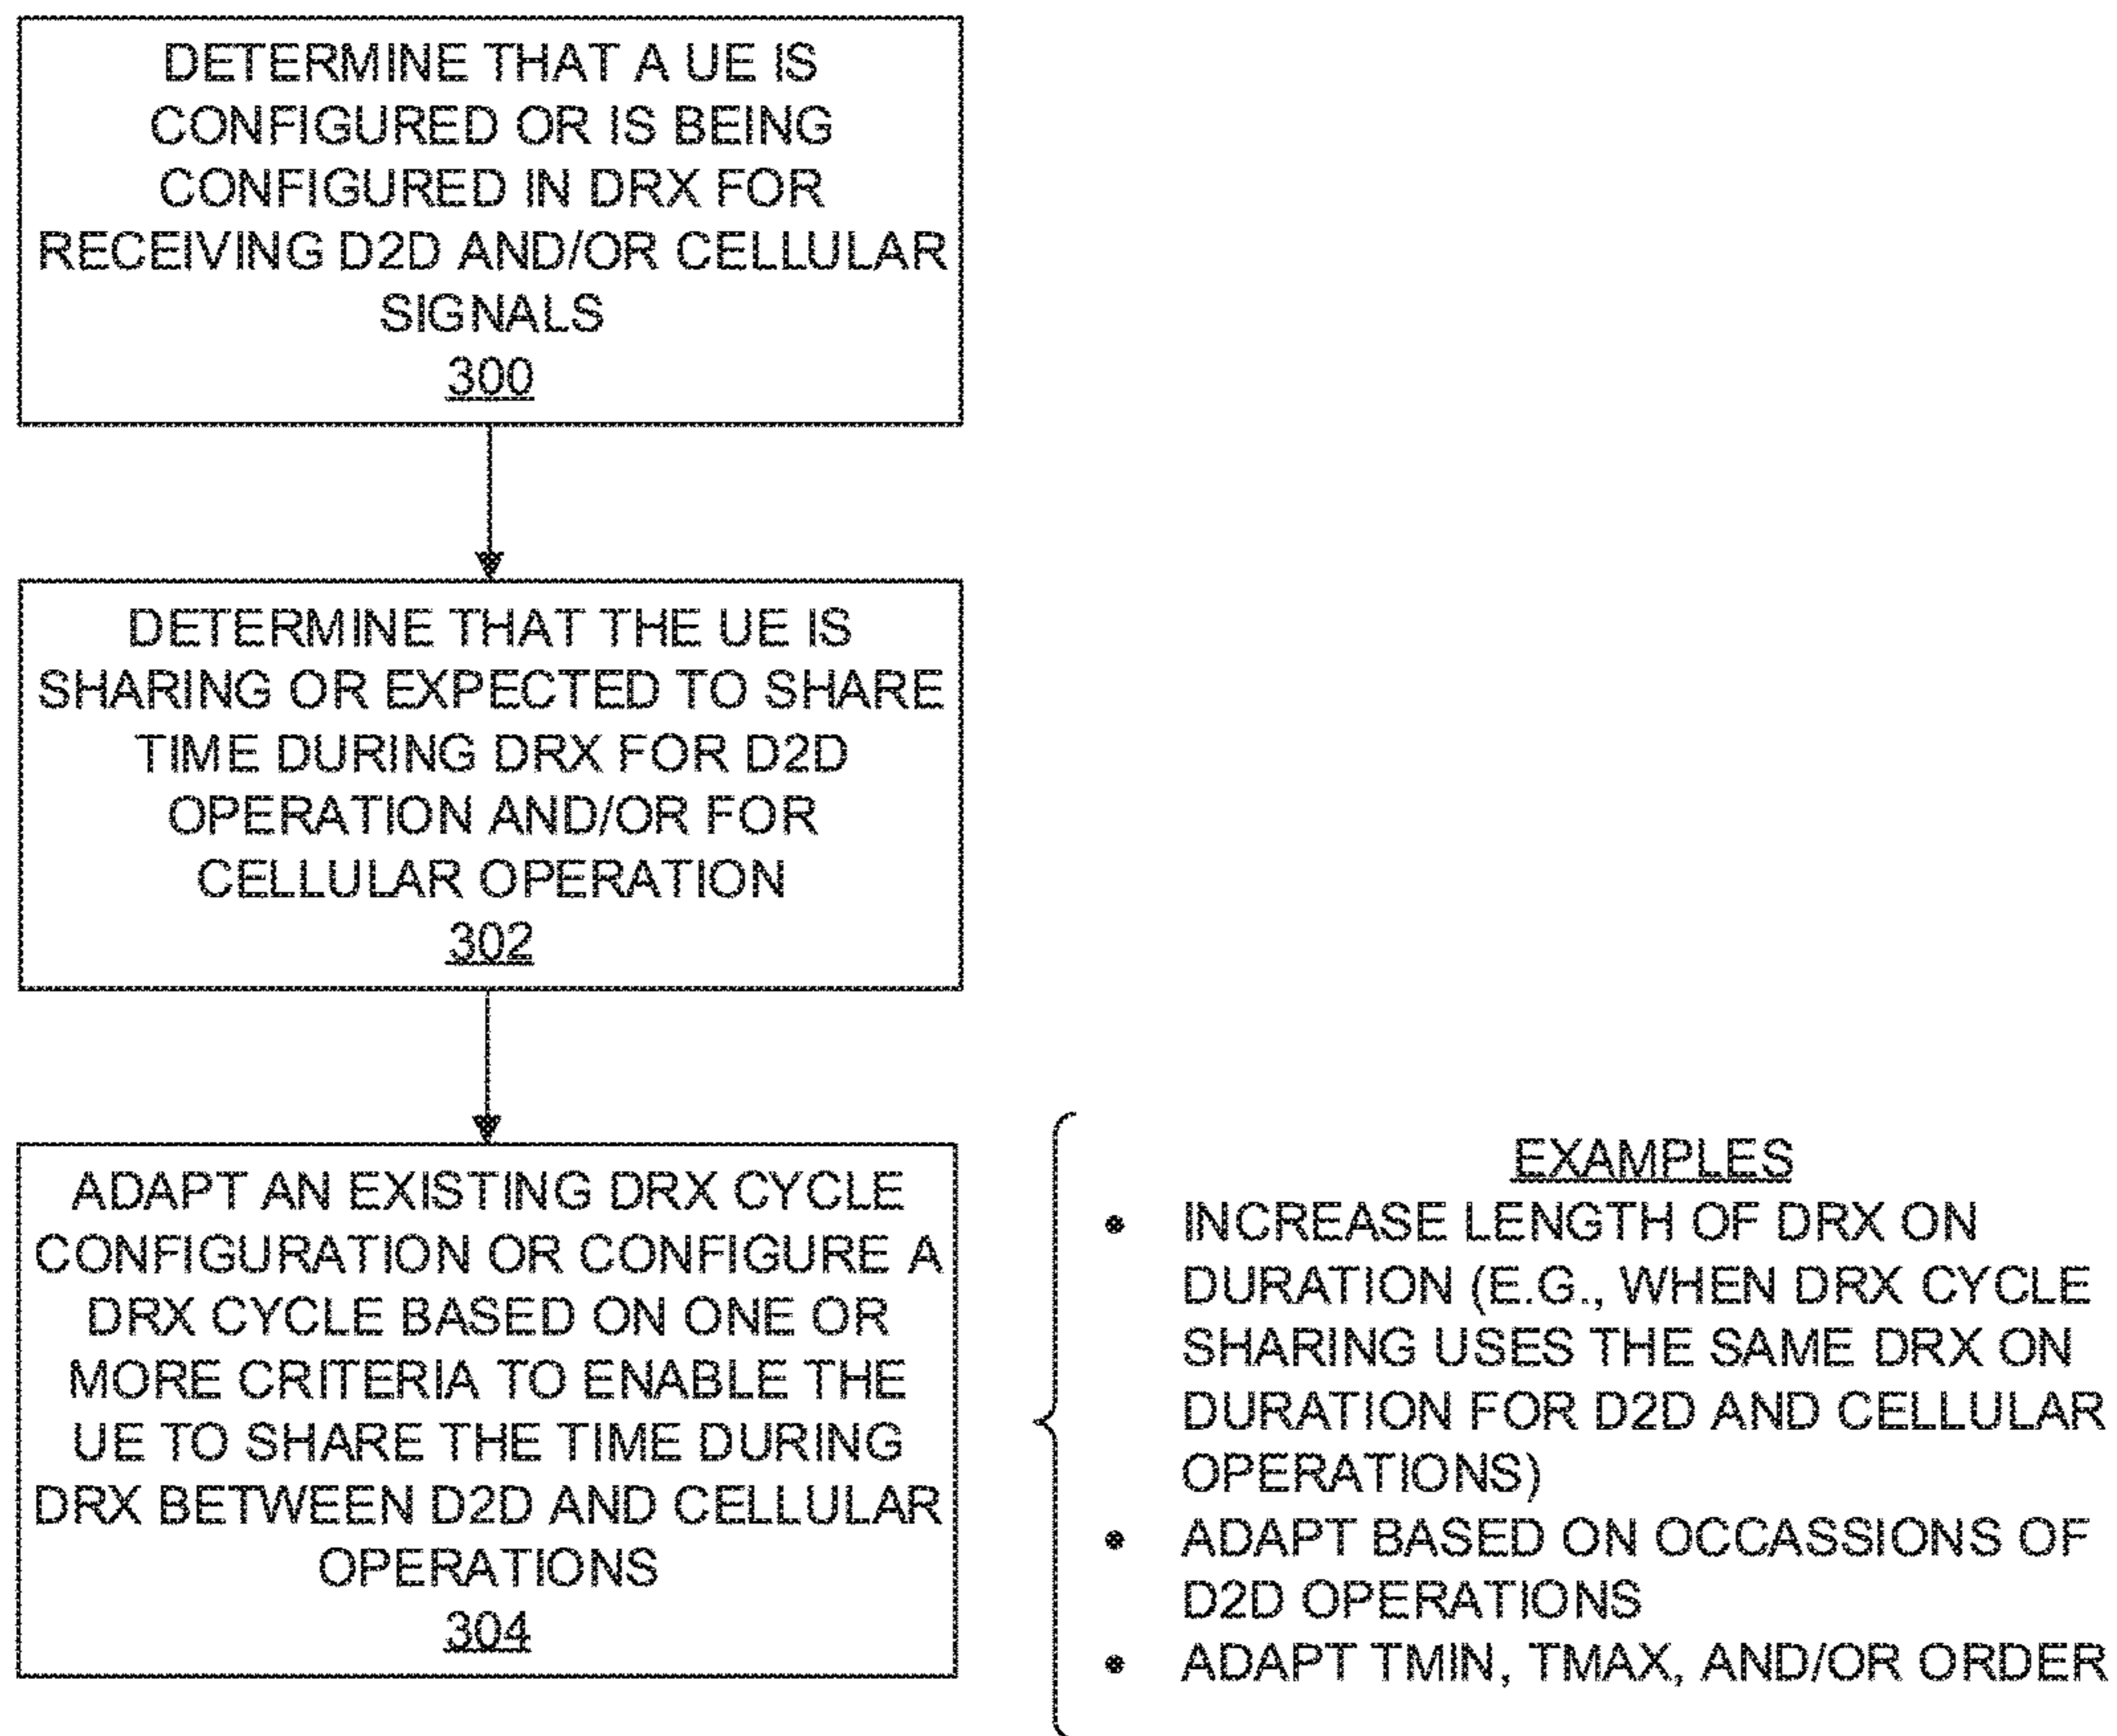 DETERMINE THAT A UE IS
CONFIGURED OR IS BEING
CONFIGURED IN DRX FOR
RECEIVING D2D AND/OR CELLULAR
SIGNALS
300
DETERMINE THAT THE UE IS
SHARING OR EXPECTED TO SHARE
TIME DURING DRX FOR D2D
OPERATION AND/OR FOR
CELLULAR OPERATION
302
ADAPT AN EXISTING DRX CYCLE
CONFIGURATION OR CONFIGURE A
DRX CYCLE BASED ON ONE OR
MORE CRITERIA TO ENABLE THE
UE TO SHARE THE TIME DURING
DRX BETWEEN D2D AND CELLULAR
OPERATIONS
304
EXAMPLES
• INCREASE LENGTH OF DRX ON
DURATION (E.G., WHEN DRX CYCLE
SHARING USES THE SAME DRX ON
DURATION FOR D2D AND CELLULAR
OPERATIONS)
• ADAPT BASED ON OCCASSIONS OF
D2D OPERATIONS
• ADAPT TMIN, TMAX, AND/OR ORDER